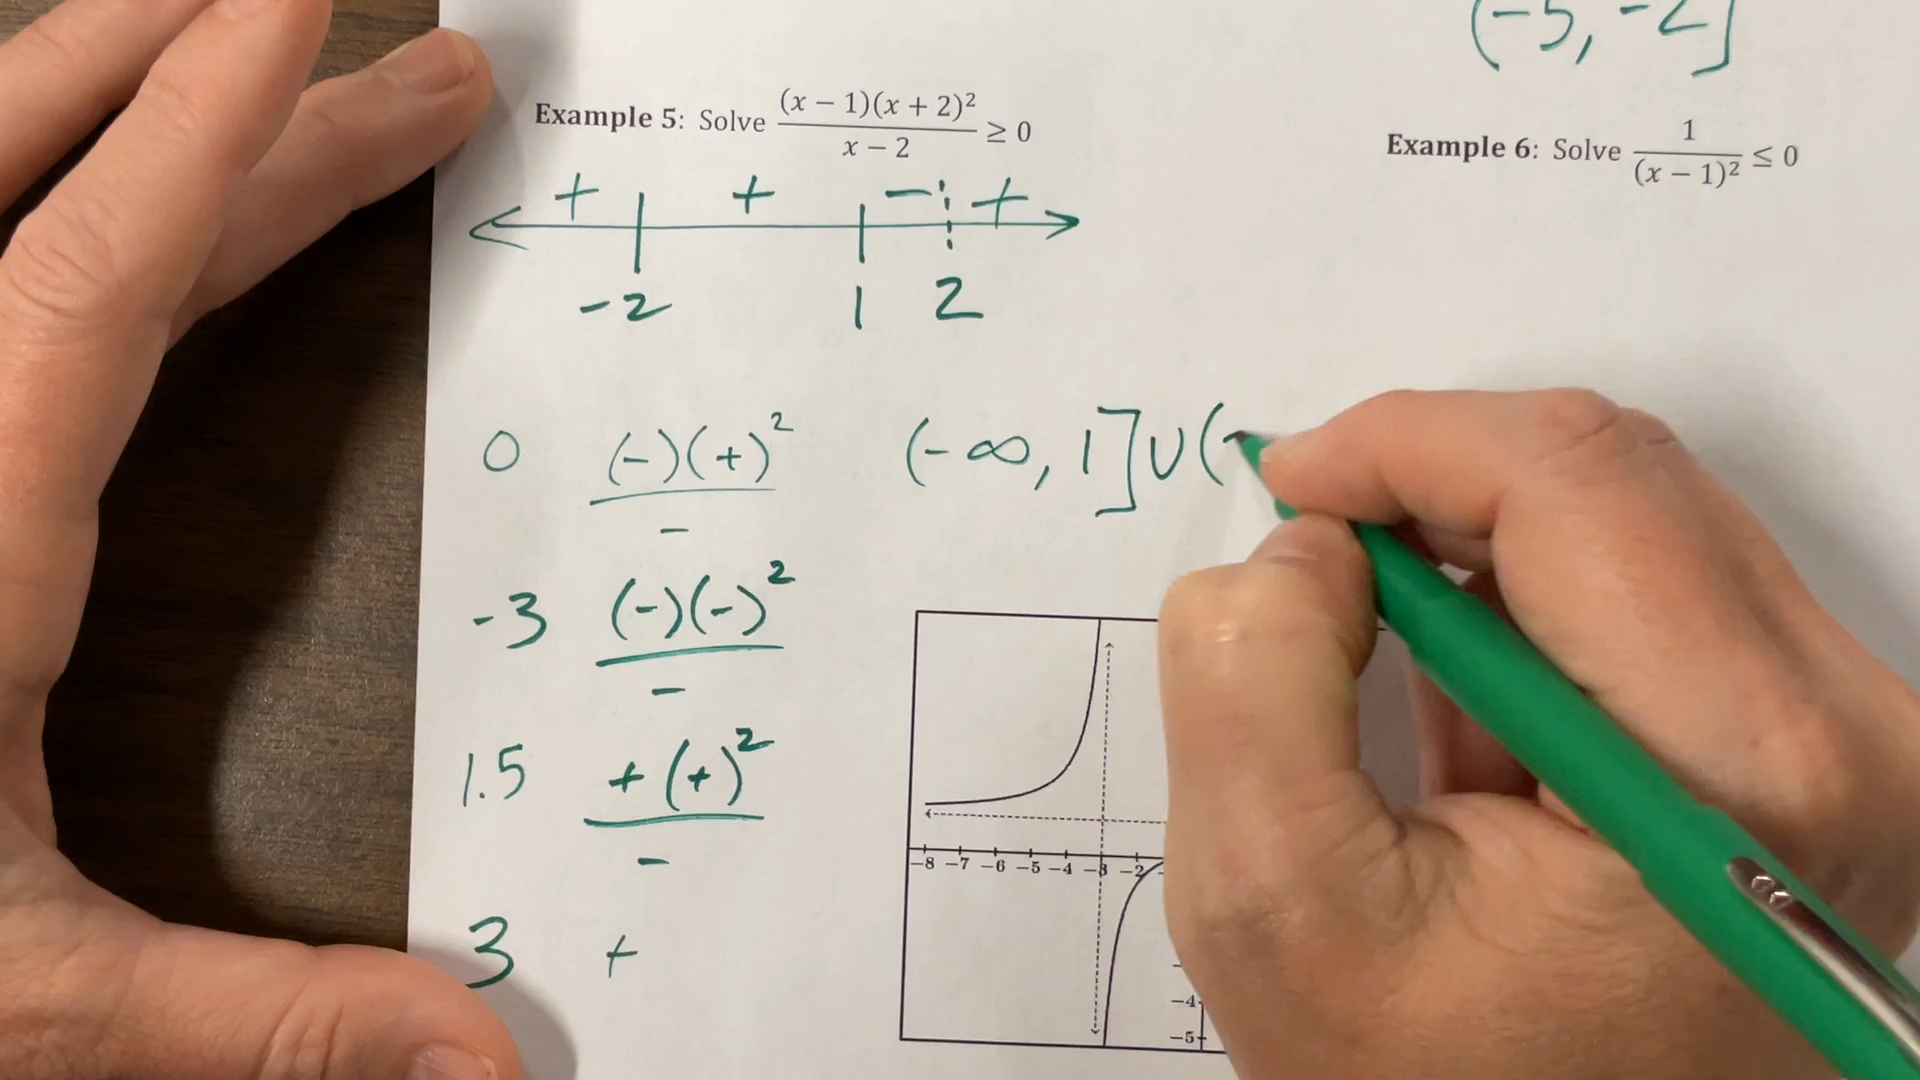 (-5, -2]
Example 5: Solve (x − 1)(x + 2)² / x − 2 ≥ 0
Example 6: Solve 1 / (x − 1)² ≤ 0
+ + - +
-2 1 2
0 (-)(+)² / -
(-∞, 1] ∪ (
-3 (-)(-)² / -
1.5 +(+)² / -
3 +
−8 −7 −6 −5 −4 −3 −2
−4
−5